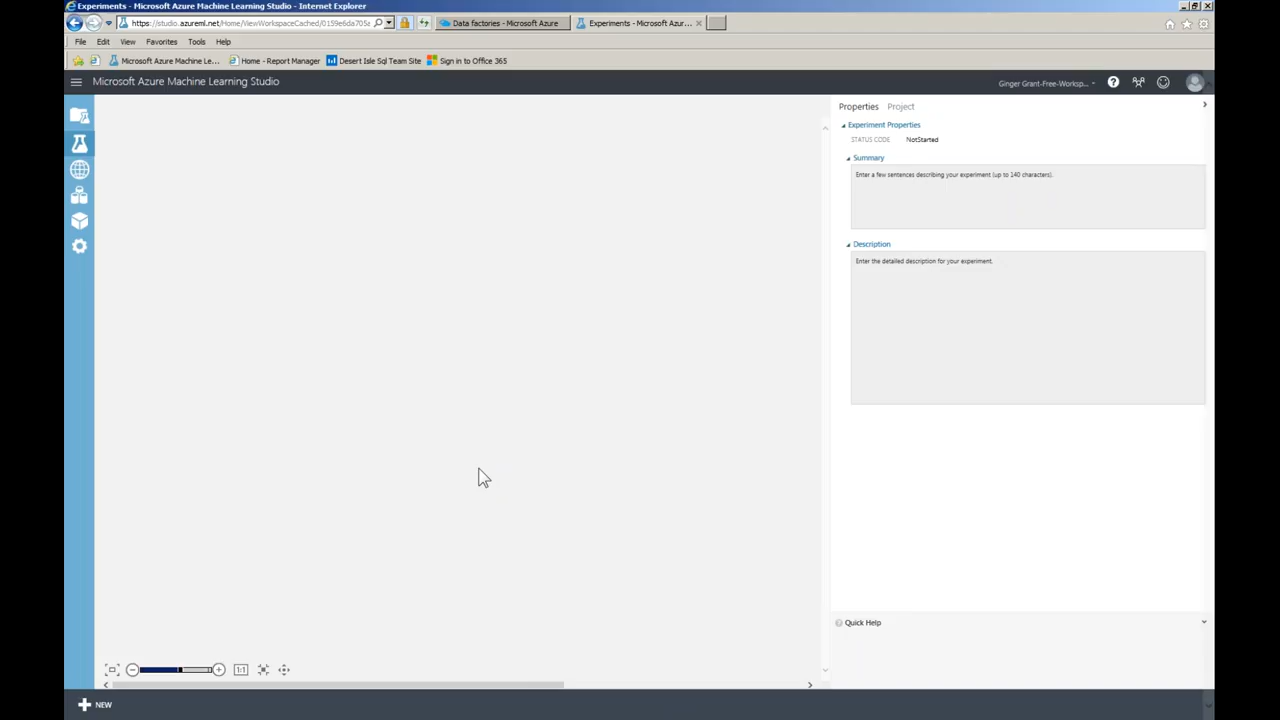 Experiments - Microsoft Azure Machine Learning Studio - Internet Explorer
https://studio.azureml.net/Home/ViewWorkspaceCached/0159e6da705a
Data factories - Microsoft Azure
Experiments - Microsoft Azur...
File Edit View Favorites Tools Help
Microsoft Azure Machine Le...
Home - Report Manager
Desert Isle Sql Team Site
Sign in to Office 365
Microsoft Azure Machine Learning Studio
Ginger Grant-Free-Worksp...
Properties Project
Experiment Properties
STATUS CODE NotStarted
Summary
Enter a few sentences describing your experiment (up to 140 characters).
Description
Enter the detailed description for your experiment.
1:1
Quick Help
NEW